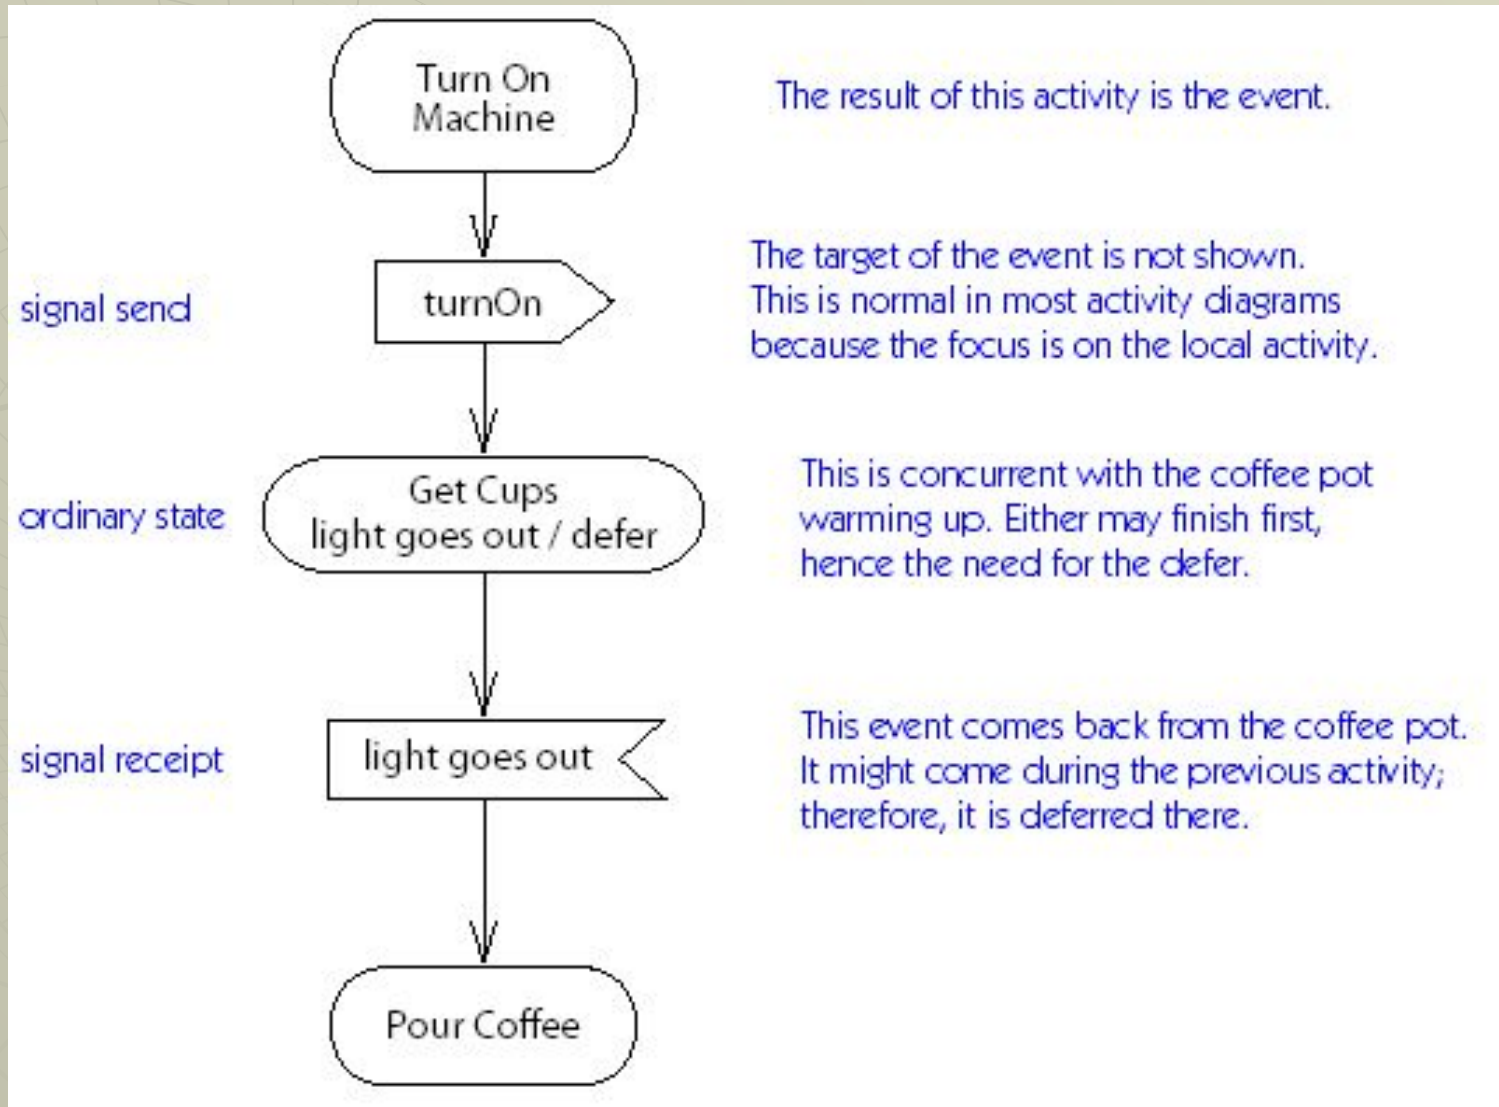 Turn On
Machine
The result of this activity is the event.
signal send
turnOn
The target of the event is not shown.
This is normal in most activity diagrams
because the focus is on the local activity.
ordinary state
Get Cups
light goes out / defer
This is concurrent with the coffee pot
warming up. Either may finish first,
hence the need for the defer.
signal receipt
light goes out
This event comes back from the coffee pot.
It might come during the previous activity;
therefore, it is deferred there.
Pour Coffee